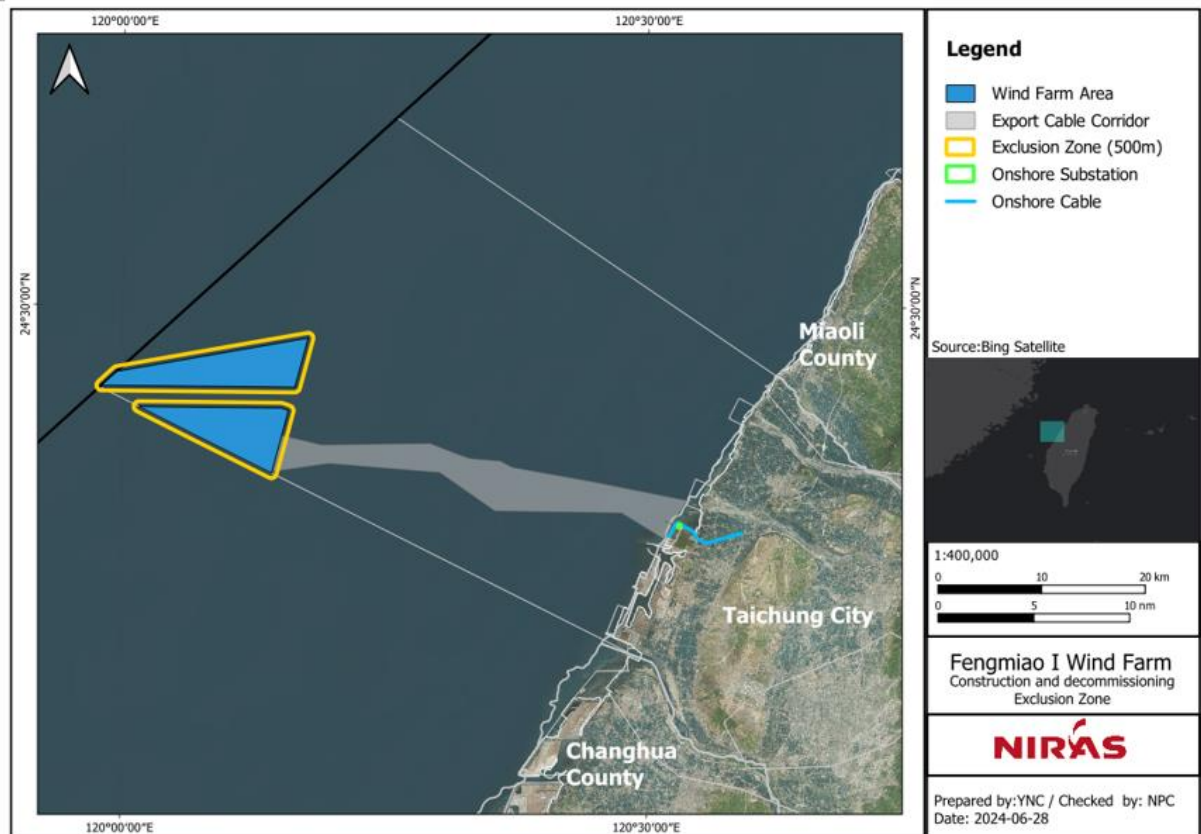 120°00'00"E
120°30'00"E
24°30'00"N
24°30'00"N
Miaoli
County
Taichung City
Changhua
County
120°00'00"E
120°30'00"E
Legend
Wind Farm Area
Export Cable Corridor
Exclusion Zone (500m)
Onshore Substation
Onshore Cable
Source:Bing Satellite
1:400,000
0 10 20 km
0 5 10 nm
Fengmiao I Wind Farm
Construction and decommissioning
Exclusion Zone
NIRAS
Prepared by:YNC / Checked by: NPC
Date: 2024-06-28